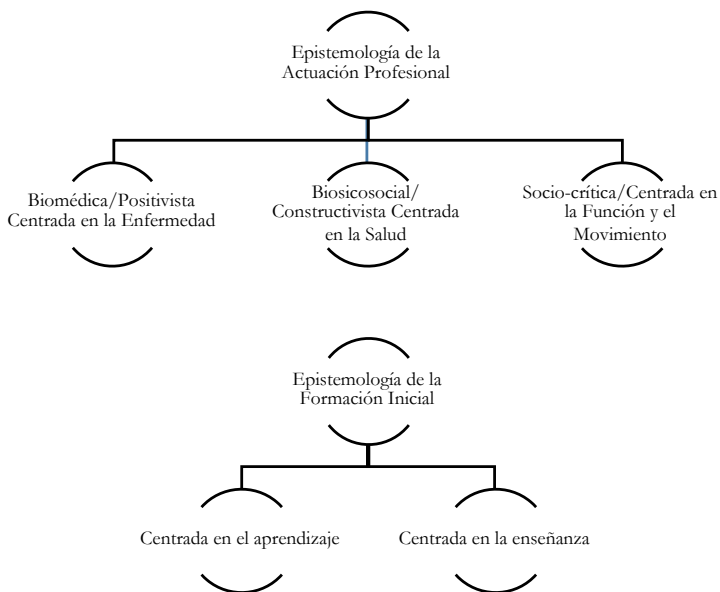 Epistemología de la
Actuación Profesional
Biomédica/Positivista
Centrada en la Enfermedad
Biosicosocial/
Constructivista Centrada
en la Salud
Socio-crítica/Centrada en
la Función y el
Movimiento
Epistemología de la
Formación Inicial
Centrada en el aprendizaje
Centrada en la enseñanza